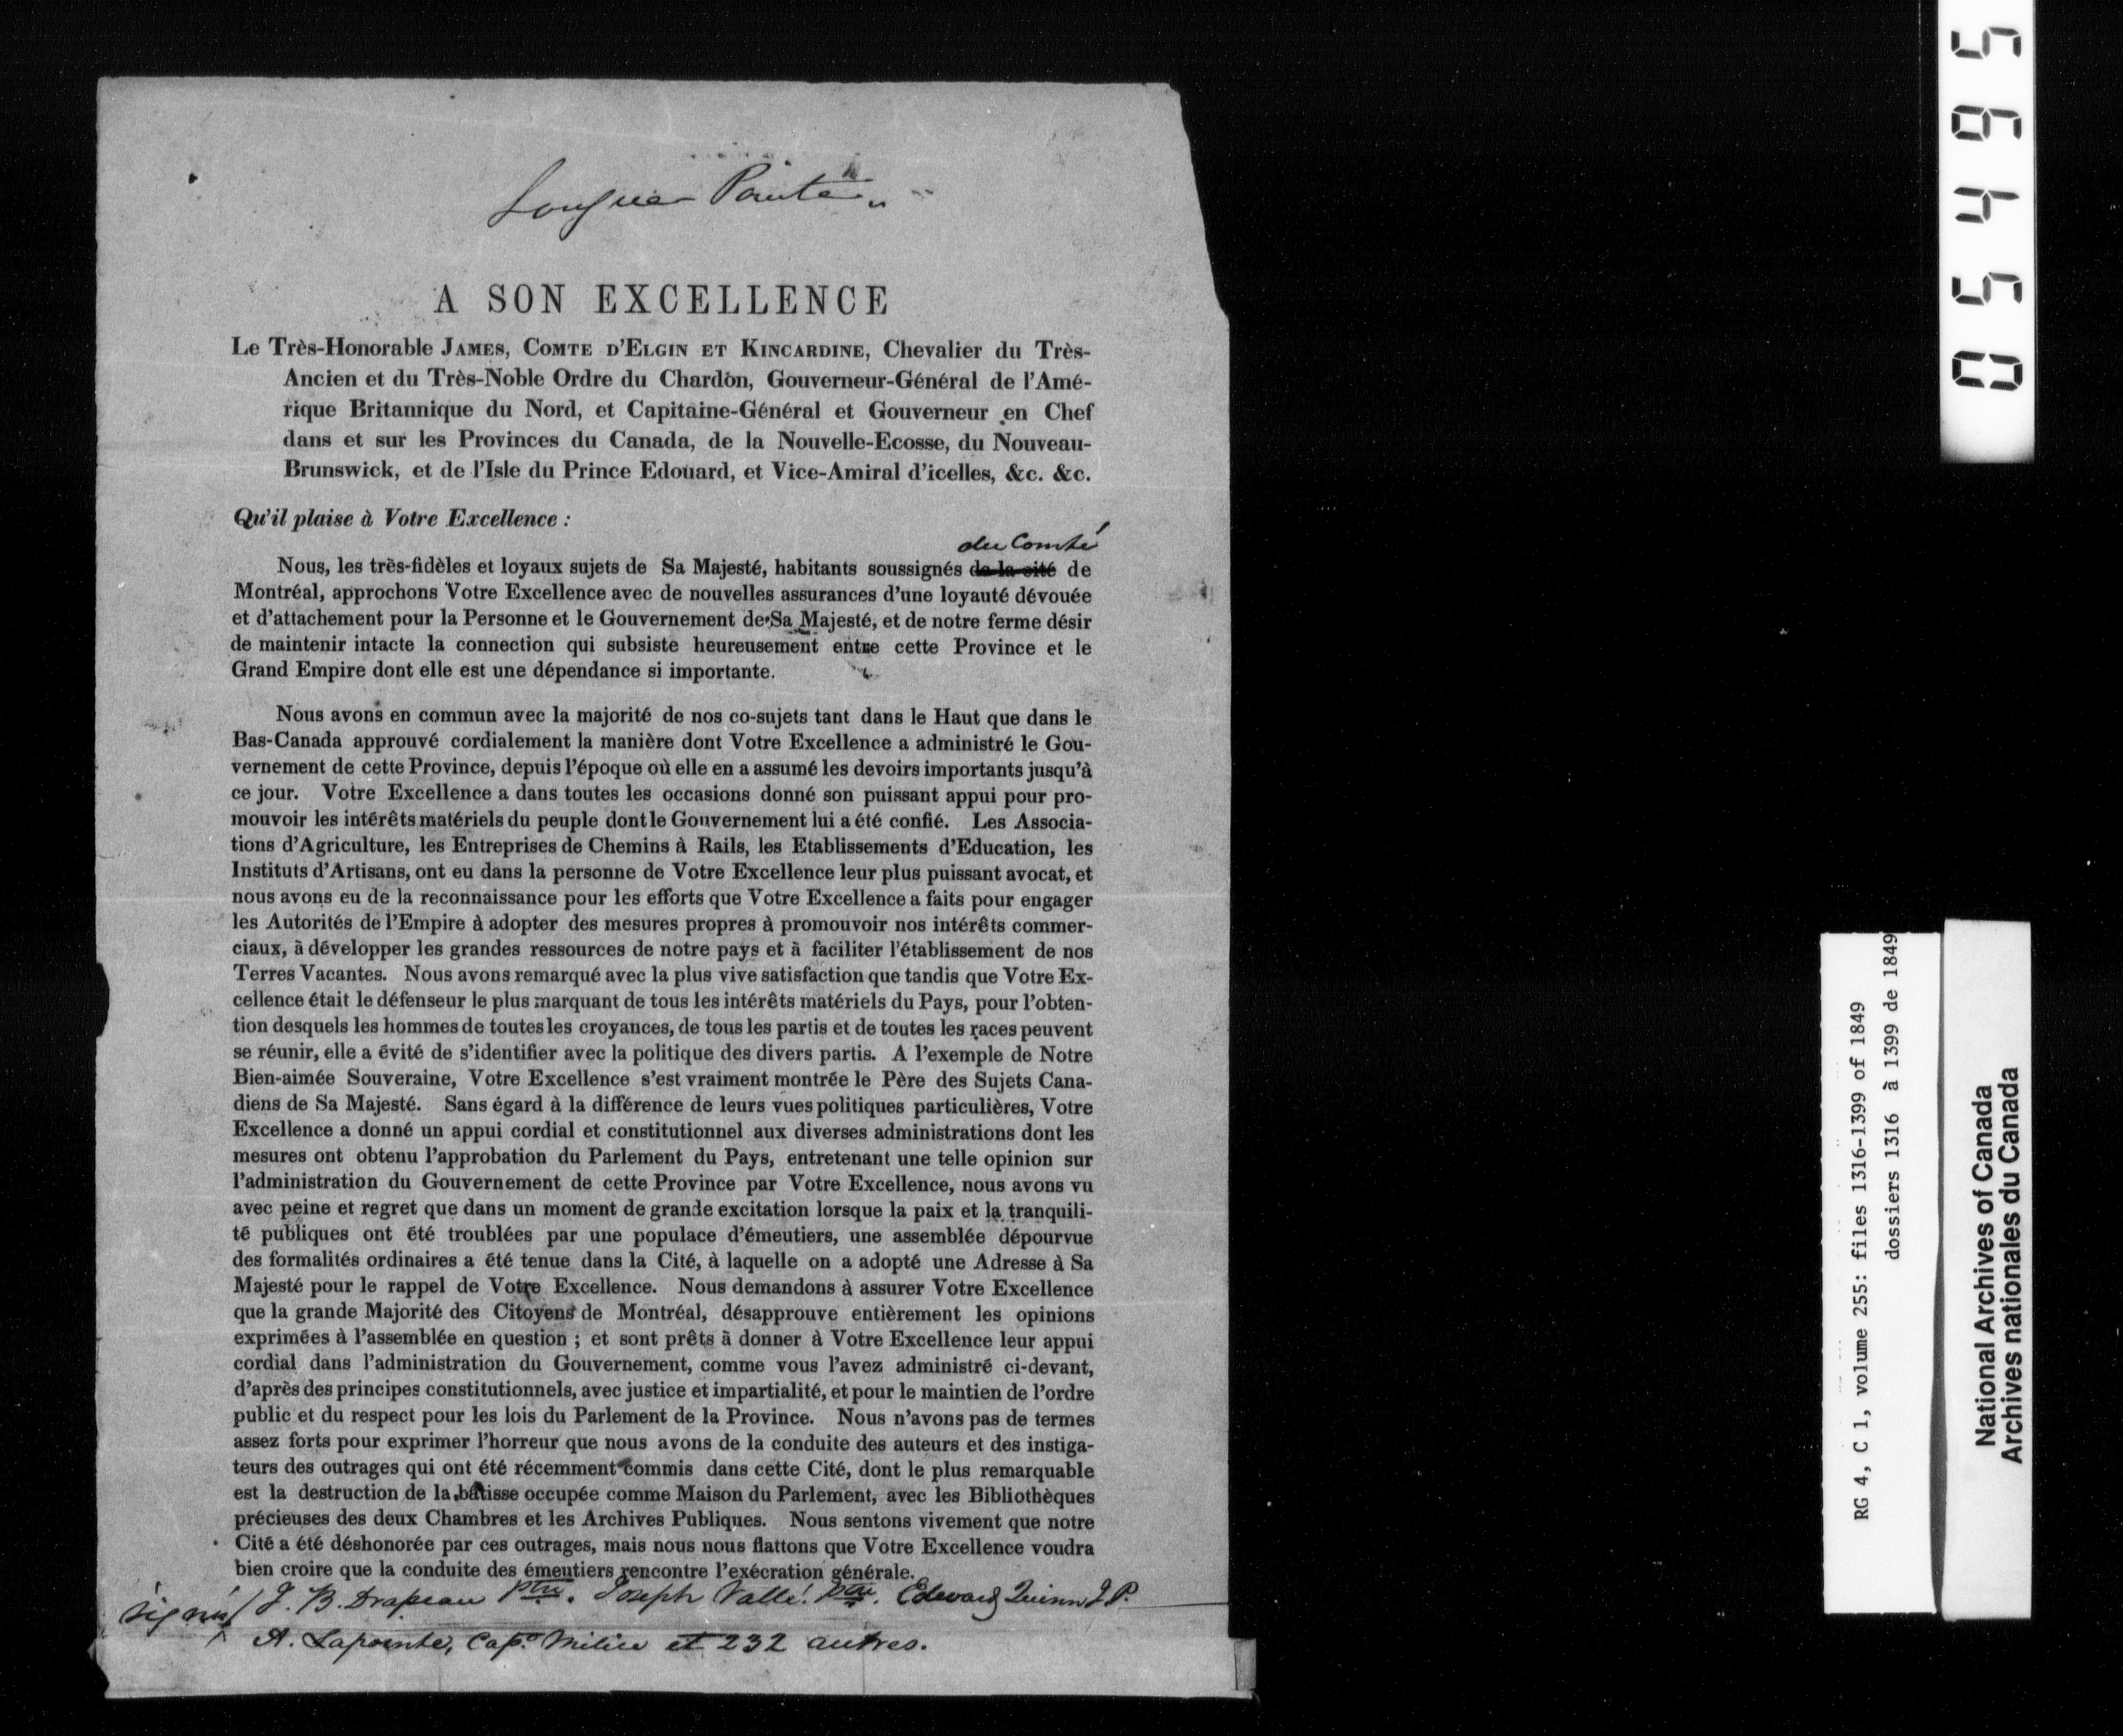 Longue Pointe
A SON EXCELLENCE
Le Très-Honorable JAMES, COMTE D'ELGIN ET KINCARDINE, Chevalier du Très-
Ancien et du Très-Noble Ordre du Chardon, Gouverneur-Général de l'Amé-
rique Britannique du Nord, et Capitaine-Général et Gouverneur en Chef
dans et sur les Provinces du Canada, de la Nouvelle-Ecosse, du Nouveau-
Brunswick, et de l'Isle du Prince Edouard, et Vice-Amiral d'icelles, &c. &c.
Qu'il plaise à Votre Excellence :
du Comté
Nous, les très-fidèles et loyaux sujets de Sa Majesté, habitants soussignés de la cité de
Montréal, approchons Votre Excellence avec de nouvelles assurances d'une loyauté dévouée
et d'attachement pour la Personne et le Gouvernement de Sa Majesté, et de notre ferme désir
de maintenir intacte la connection qui subsiste heureusement entre cette Province et le
Grand Empire dont elle est une dépendance si importante.
Nous avons en commun avec la majorité de nos co-sujets tant dans le Haut que dans le
Bas-Canada approuvé cordialement la manière dont Votre Excellence a administré le Gou-
vernement de cette Province, depuis l'époque où elle en a assumé les devoirs importants jusqu'à
ce jour. Votre Excellence a dans toutes les occasions donné son puissant appui pour pro-
mouvoir les intérêts matériels du peuple dont le Gouvernement lui a été confié. Les Associa-
tions d'Agriculture, les Entreprises de Chemins à Rails, les Etablissements d'Education, les
Instituts d'Artisans, ont eu dans la personne de Votre Excellence leur plus puissant avocat, et
nous avons eu de la reconnaissance pour les efforts que Votre Excellence a faits pour engager
les Autorités de l'Empire à adopter des mesures propres à promouvoir nos intérêts commer-
ciaux, à développer les grandes ressources de notre pays et à faciliter l'établissement de nos
Terres Vacantes. Nous avons remarqué avec la plus vive satisfaction que tandis que Votre Ex-
cellence était le défenseur le plus marquant de tous les intérêts matériels du Pays, pour l'obten-
tion desquels les hommes de toutes les croyances, de tous les partis et de toutes les races peuvent
se réunir, elle a évité de s'identifier avec la politique des divers partis. A l'exemple de Notre
Bien-aimée Souveraine, Votre Excellence s'est vraiment montrée le Père des Sujets Cana-
diens de Sa Majesté. Sans égard à la différence de leurs vues politiques particulières, Votre
Excellence a donné un appui cordial et constitutionnel aux diverses administrations dont les
mesures ont obtenu l'approbation du Parlement du Pays, entretenant une telle opinion sur
l'administration du Gouvernement de cette Province par Votre Excellence, nous avons vu
avec peine et regret que dans un moment de grande excitation lorsque la paix et la tranquili-
té publiques ont été troublées par une populace d'émeutiers, une assemblée dépourvue
des formalités ordinaires a été tenue dans la Cité, à laquelle on a adopté une Adresse à Sa
Majesté pour le rappel de Votre Excellence. Nous demandons à assurer Votre Excellence
que la grande Majorité des Citoyens de Montréal, désapprouve entièrement les opinions
exprimées à l'assemblée en question ; et sont prêts à donner à Votre Excellence leur appui
cordial dans l'administration du Gouvernement, comme vous l'avez administré ci-devant,
d'après des principes constitutionnels, avec justice et impartialité, et pour le maintien de l'ordre
public et du respect pour les lois du Parlement de la Province. Nous n'avons pas de termes
assez forts pour exprimer l'horreur que nous avons de la conduite des auteurs et des instiga-
teurs des outrages qui ont été récemment commis dans cette Cité, dont le plus remarquable
est la destruction de la bâtisse occupée comme Maison du Parlement, avec les Bibliothèques
précieuses des deux Chambres et les Archives Publiques. Nous sentons vivement que notre
Cité a été déshonorée par ces outrages, mais nous nous flattons que Votre Excellence voudra
bien croire que la conduite des émeutiers rencontre l'exécration générale.
signé/ J. B. Drapeau Ptre. Joseph Vallé! Ptre. Edward Quinn J.P.
A. Lapointe, Cap. Milice et 232 autres.
05495
RG 4, C 1, volume 255: files 1316-1399 of 1849
dossiers 1316 à 1399 de 1849
National Archives of Canada
Archives nationales du Canada